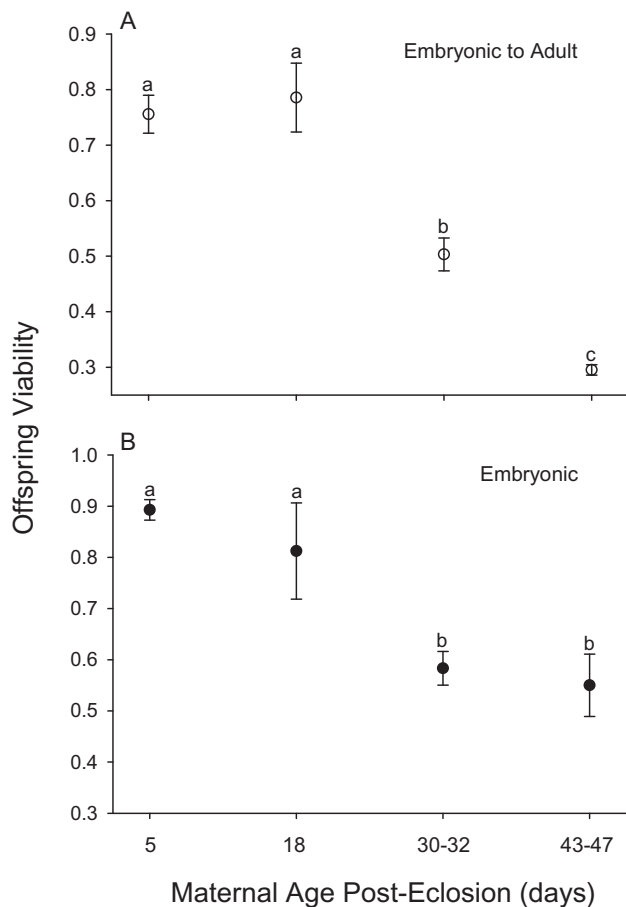 A
Embryonic to Adult
0.9
0.8
0.7
0.6
0.5
0.4
0.3
a
a
b
c
Offspring Viability
B
Embryonic
1.0
0.9
0.8
0.7
0.6
0.5
0.4
0.3
a
a
b
b
5 18 30-32 43-47
Maternal Age Post-Eclosion (days)